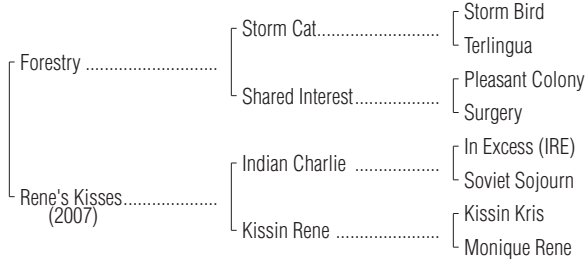 Storm Bird
Storm Cat
Terlingua
Forestry
Pleasant Colony
Shared Interest
Surgery
In Excess (IRE)
Indian Charlie
Soviet Sojourn
Rene's Kisses
(2007)
Kissin Kris
Kissin Rene
Monique Rene